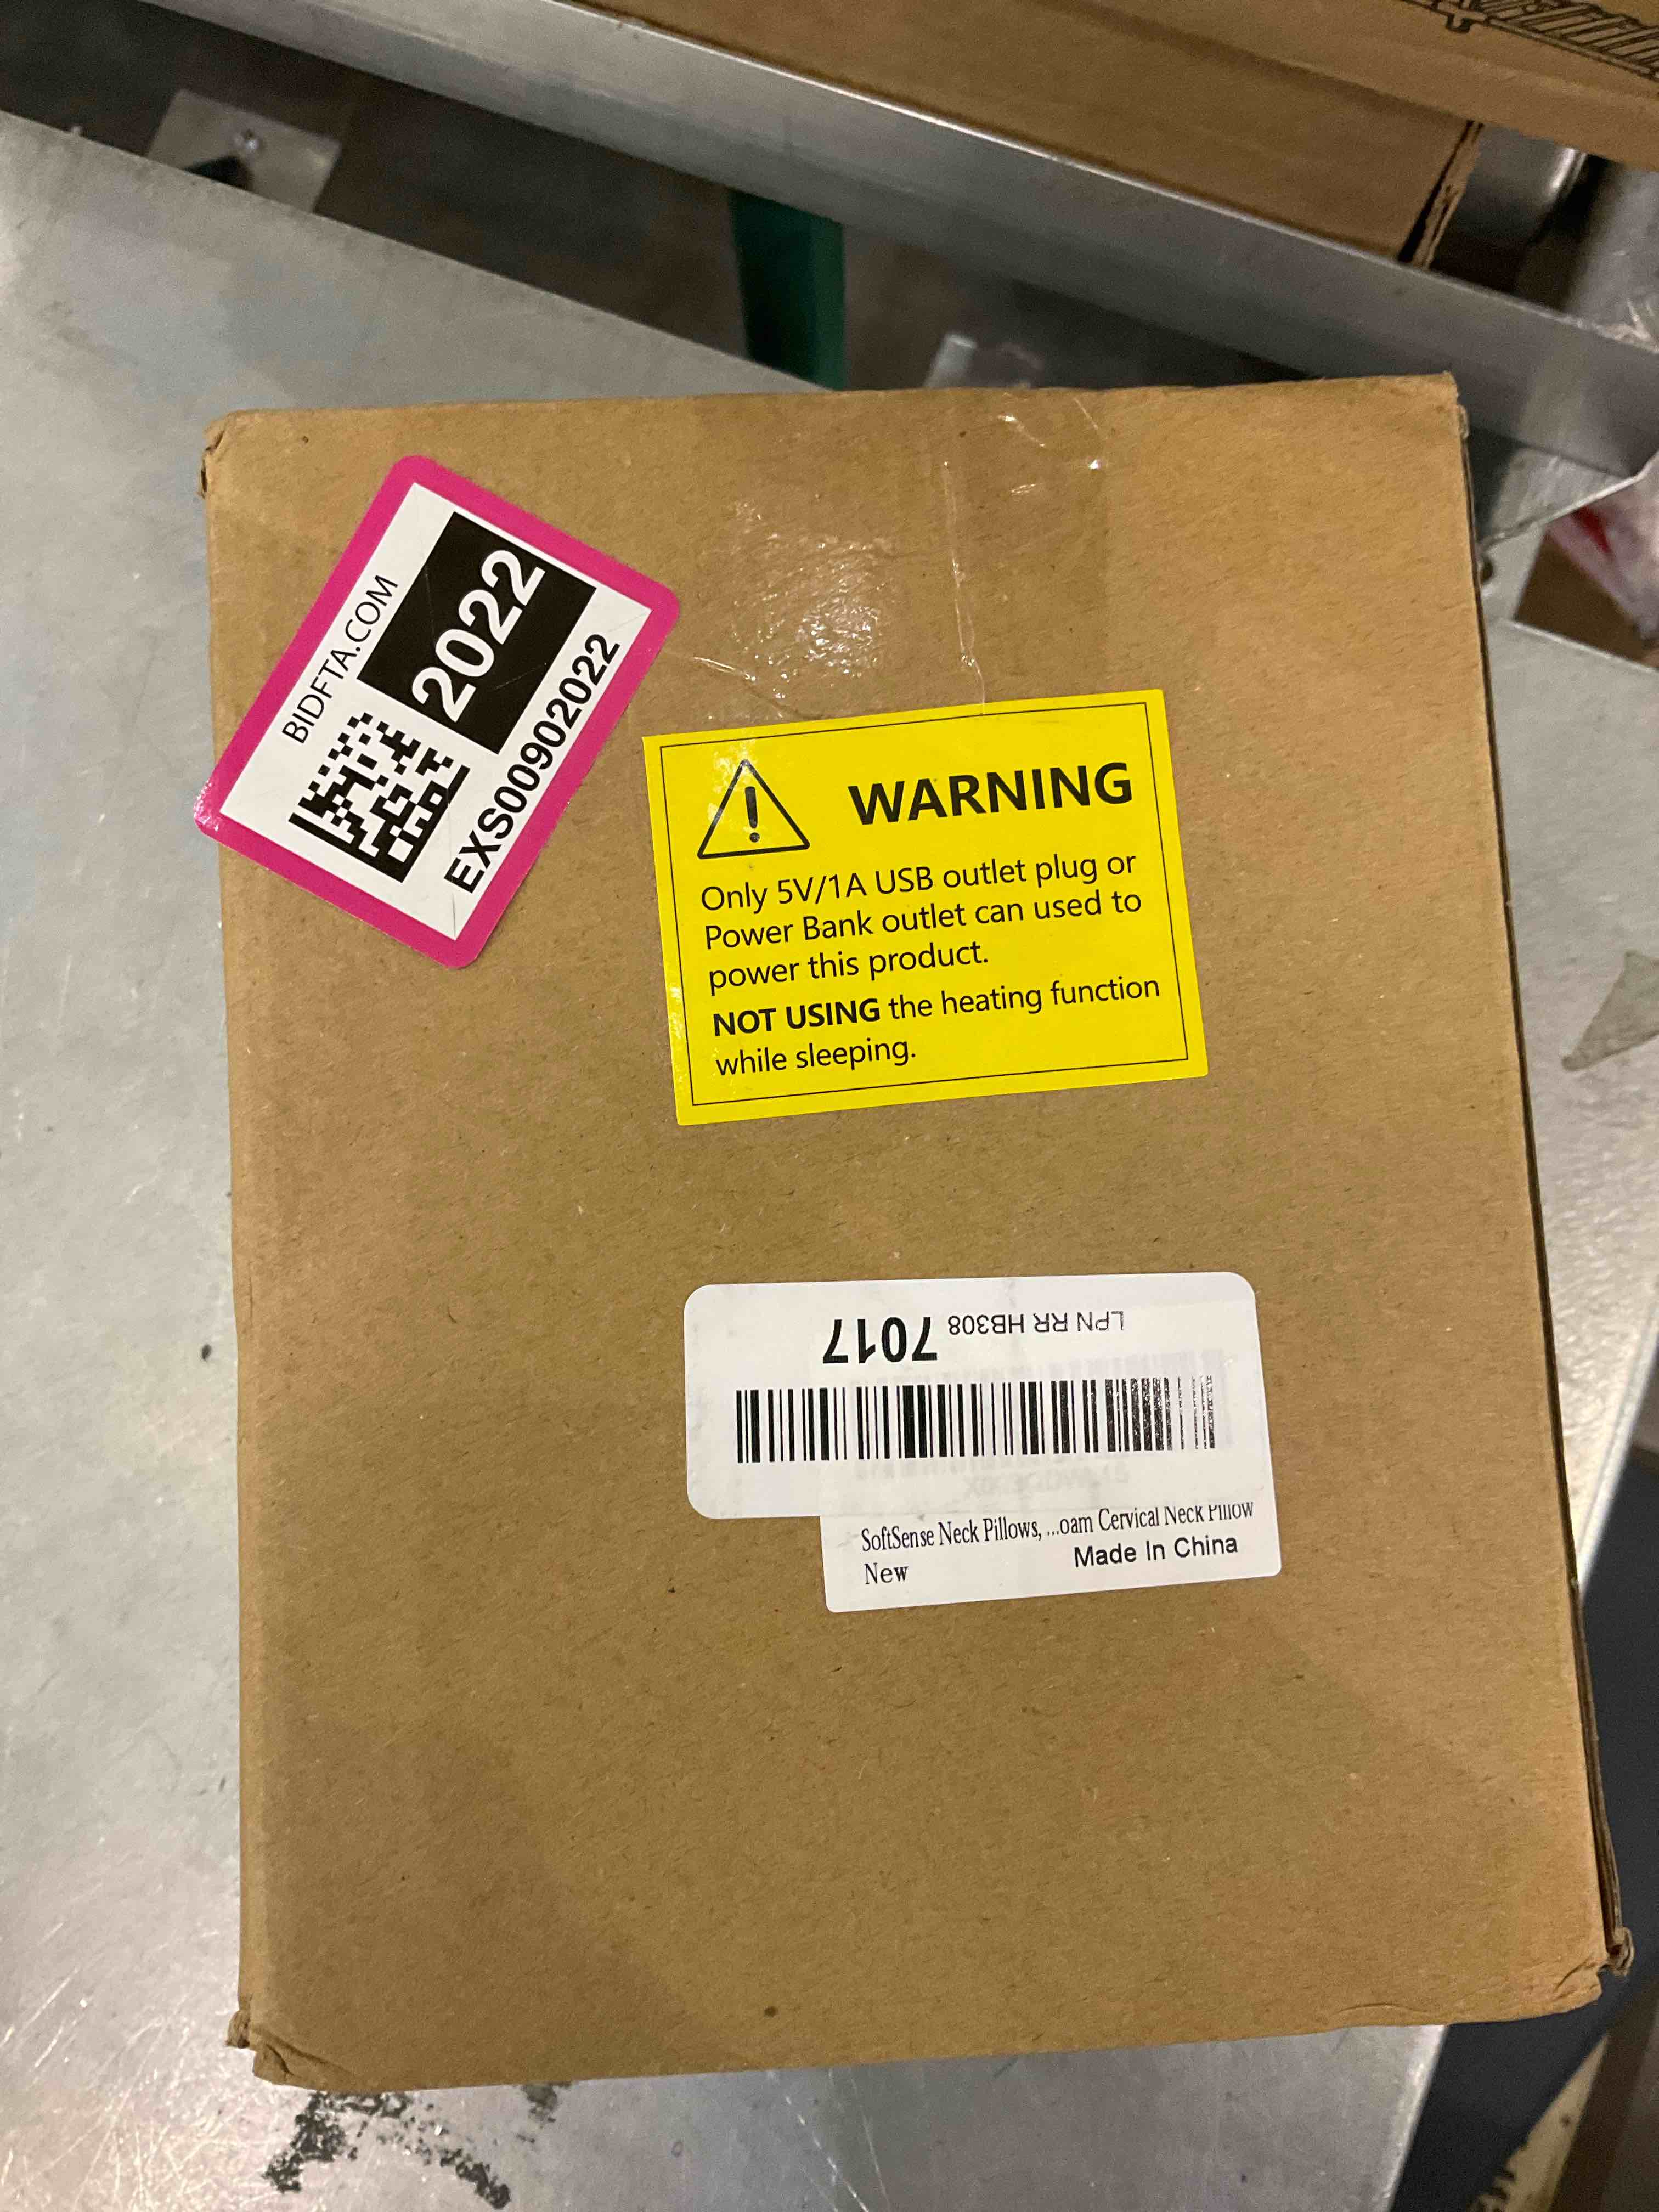 BIDFTA.COM
2022
EXS00902022
WARNING
Only 5V/1A USB outlet plug or
Power Bank outlet can used to
power this product.
NOT USING the heating function
while sleeping.
LPN RR HB308 7017
SoftSense Neck Pillows, ...oam Cervical Neck Pillow
New
Made In China